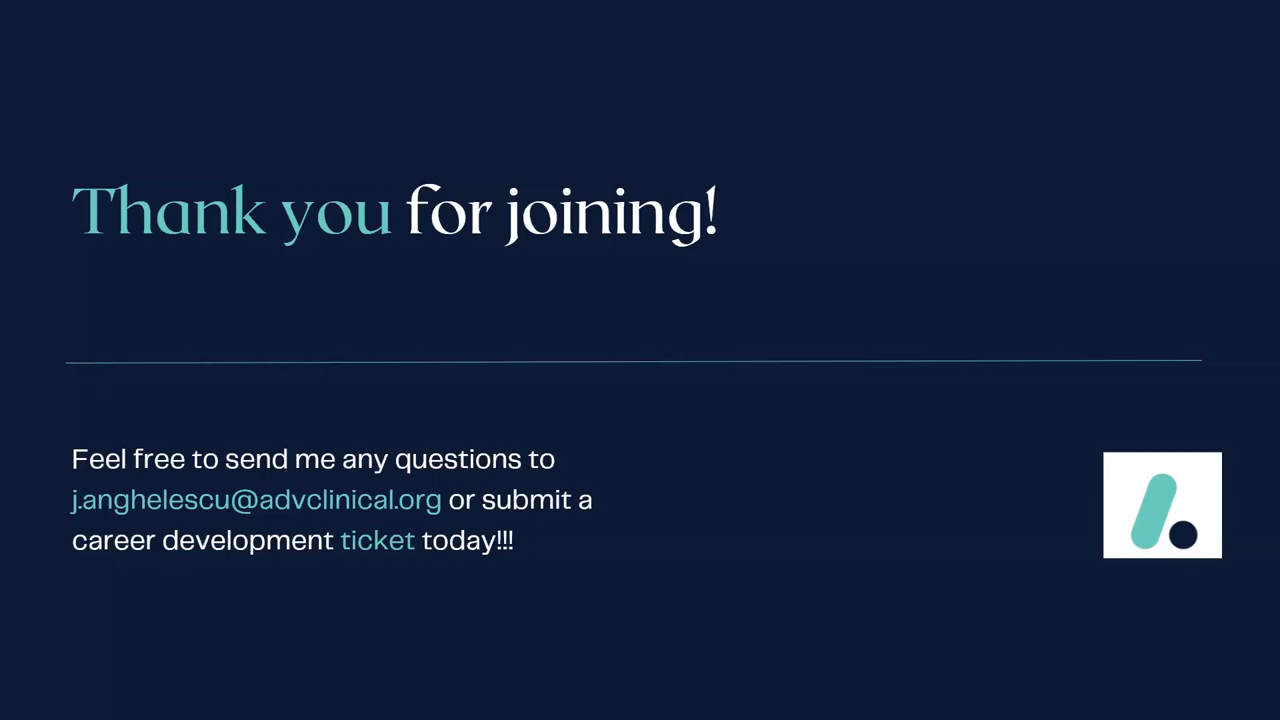 Thank you for joining!
Feel free to send me any questions to
j.anghelescu@advclinical.org or submit a
career development ticket today!!!